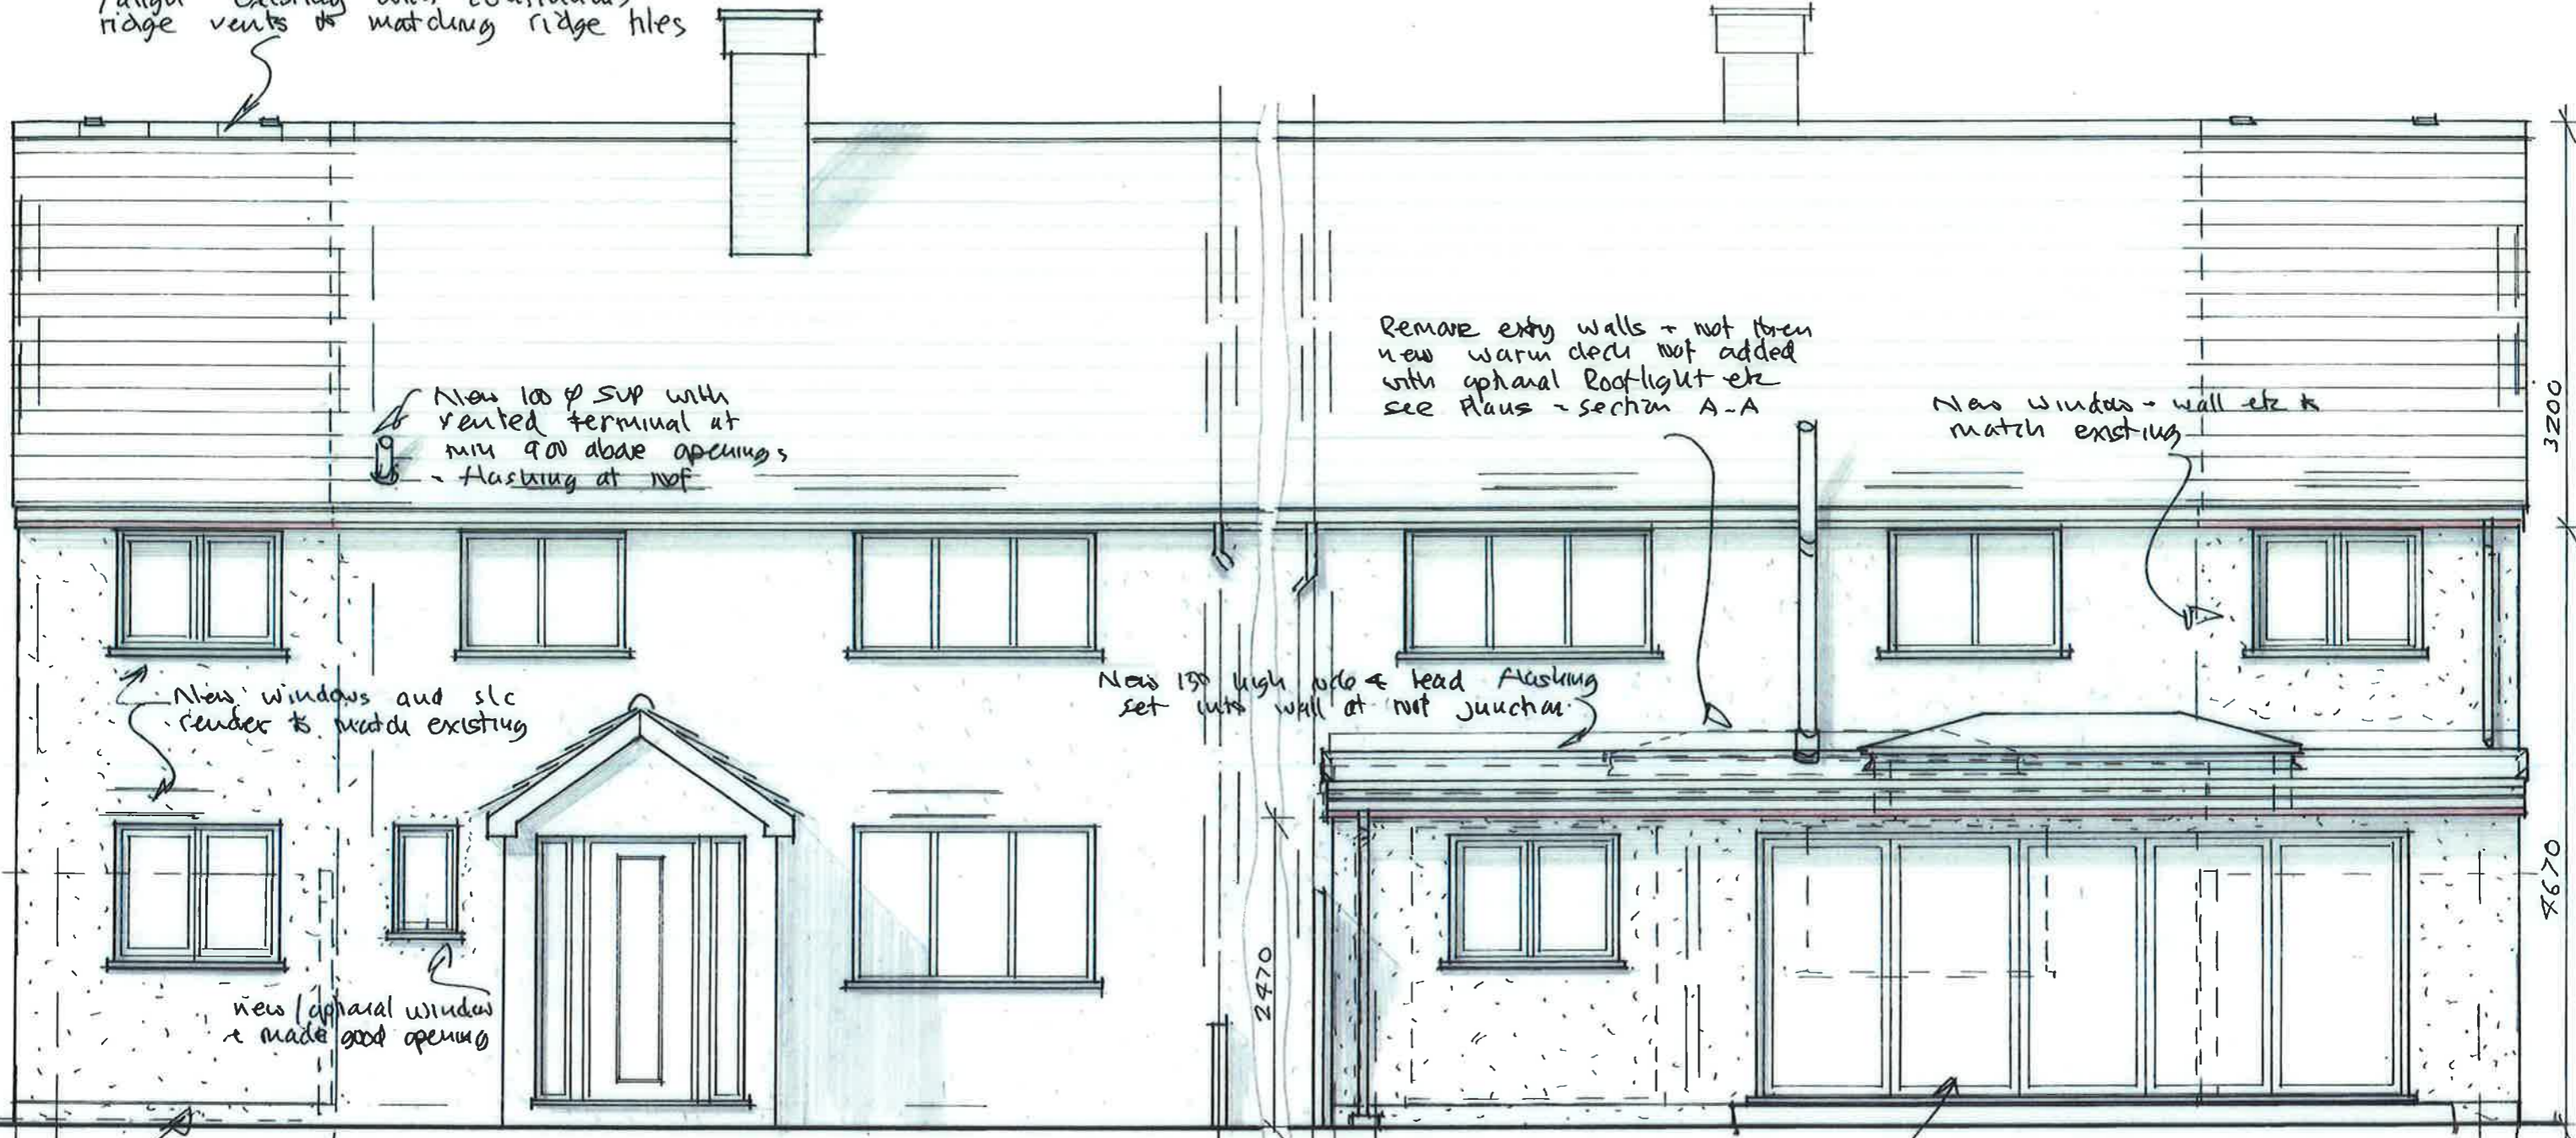 ridge vents & matching ridge tiles
New 100 φ SVP with
vented terminal at
min 900 above openings
- flashing at roof
Remove extg walls + roof then
new warm deck roof added
with optional Rooflight etc
see Plans - section A-A
New window + wall etc to
match existing
3200
New windows and s/c
render to match existing
New 150 high & lead flashing
set into wall at roof junction
new/optional window
+ made good opening
2470
4670